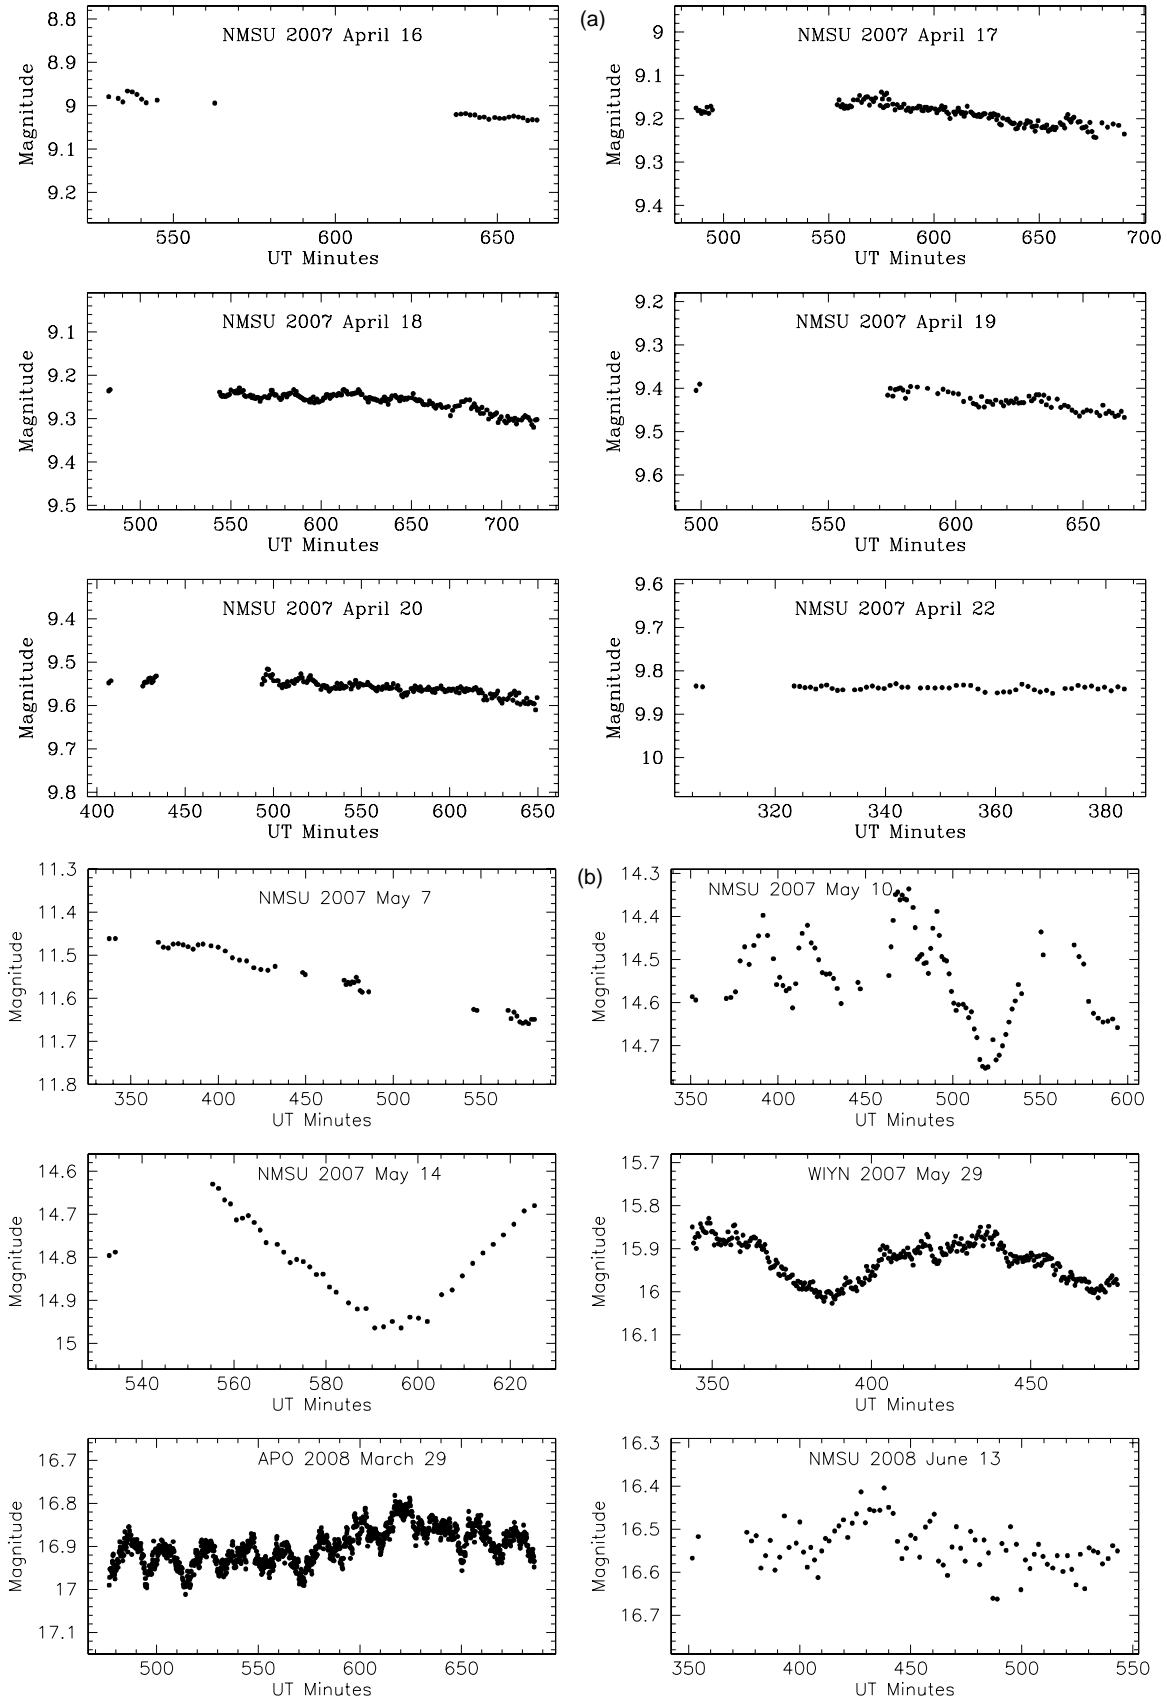 (a)
NMSU 2007 April 16
Magnitude
8.8
8.9
9
9.1
9.2
550 600 650
UT Minutes
NMSU 2007 April 17
Magnitude
9
9.1
9.2
9.3
9.4
500 550 600 650 700
UT Minutes
NMSU 2007 April 18
Magnitude
9.1
9.2
9.3
9.4
9.5
500 550 600 650 700
UT Minutes
NMSU 2007 April 19
Magnitude
9.2
9.3
9.4
9.5
9.6
500 550 600 650
UT Minutes
NMSU 2007 April 20
Magnitude
9.4
9.5
9.6
9.7
9.8
400 450 500 550 600 650
UT Minutes
NMSU 2007 April 22
Magnitude
9.6
9.7
9.8
9.9
10
320 340 360 380
UT Minutes
(b)
NMSU 2007 May 7
Magnitude
11.3
11.4
11.5
11.6
11.7
11.8
350 400 450 500 550
UT Minutes
NMSU 2007 May 10
Magnitude
14.3
14.4
14.5
14.6
14.7
350 400 450 500 550 600
UT Minutes
NMSU 2007 May 14
Magnitude
14.6
14.7
14.8
14.9
15
540 560 580 600 620
UT Minutes
WIYN 2007 May 29
Magnitude
15.7
15.8
15.9
16
16.1
350 400 450
UT Minutes
APO 2008 March 29
Magnitude
16.7
16.8
16.9
17
17.1
500 550 600 650
UT Minutes
NMSU 2008 June 13
Magnitude
16.3
16.4
16.5
16.6
16.7
350 400 450 500 550
UT Minutes